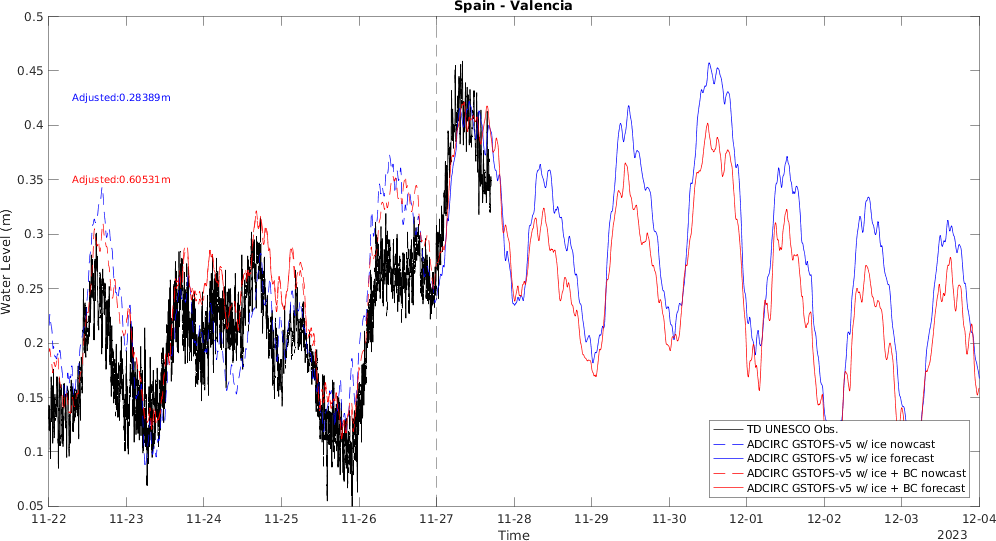 Spain - Valencia
0.5
0.45
0.4
0.35
0.3
0.25
0.2
0.15
0.1
0.05
Water Level (m)
Adjusted:0.28389m
Adjusted:0.60531m
TD UNESCO Obs.
ADCIRC GSTOFS-v5 w/ ice nowcast
ADCIRC GSTOFS-v5 w/ ice forecast
ADCIRC GSTOFS-v5 w/ ice + BC nowcast
ADCIRC GSTOFS-v5 w/ ice + BC forecast
11-22 11-23 11-24 11-25 11-26 11-27 11-28 11-29 11-30 12-01 12-02 12-03 12-04
Time
2023